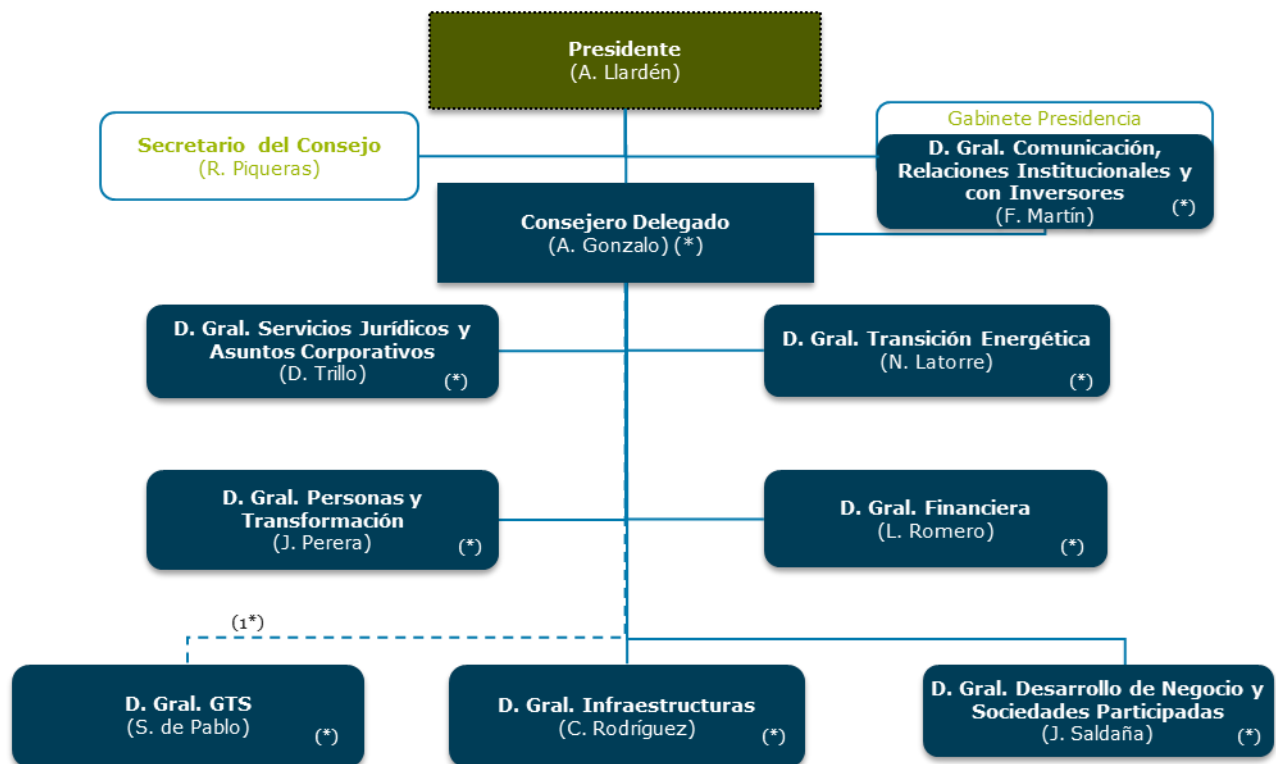 Presidente
(A. Llardén)
Secretario del Consejo
(R. Piqueras)
Gabinete Presidencia
D. Gral. Comunicación,
Relaciones Institucionales y
con Inversores
(F. Martín)
(*)
Consejero Delegado
(A. Gonzalo) (*)
D. Gral. Servicios Jurídicos y
Asuntos Corporativos
(D. Trillo)
(*)
D. Gral. Transición Energética
(N. Latorre)
(*)
D. Gral. Personas y
Transformación
(J. Perera)
(*)
D. Gral. Financiera
(L. Romero)
(*)
(1*)
D. Gral. GTS
(S. de Pablo)
(*)
D. Gral. Infraestructuras
(C. Rodríguez)
(*)
D. Gral. Desarrollo de Negocio y
Sociedades Participadas
(J. Saldaña)
(*)